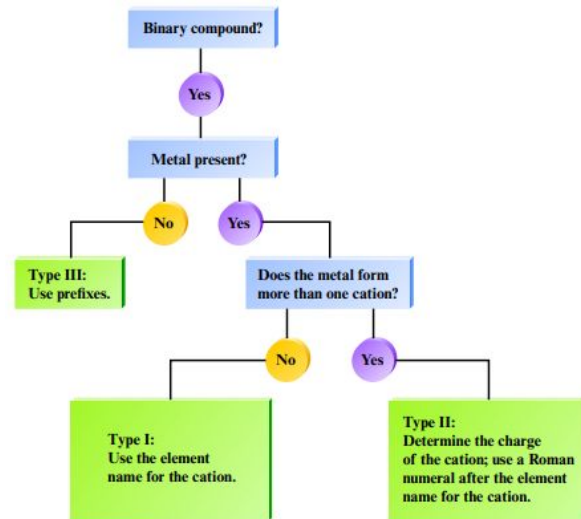 Binary compound?
Yes
Metal present?
No
Yes
Type III:
Use prefixes.
Does the metal form
more than one cation?
No
Yes
Type I:
Use the element
name for the cation.
Type II:
Determine the charge
of the cation; use a Roman
numeral after the element
name for the cation.